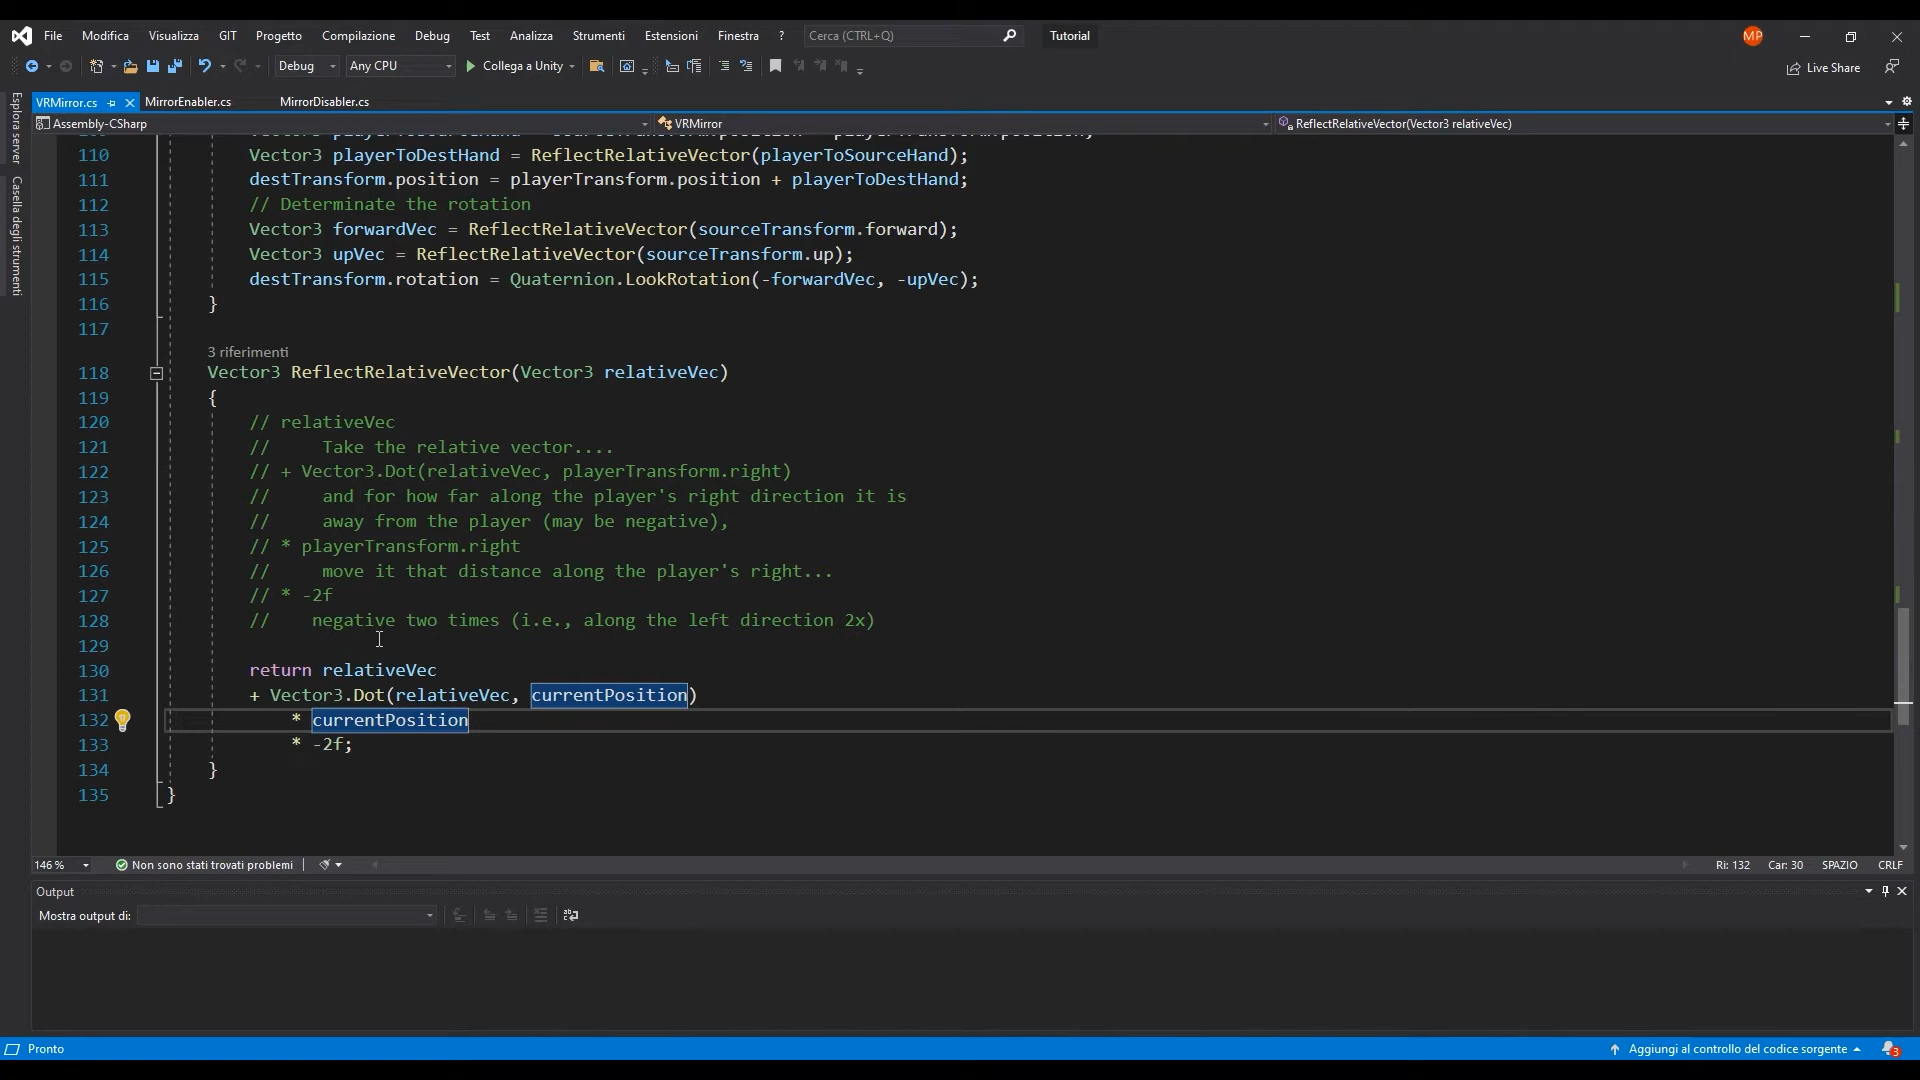 File Modifica Visualizza GIT Progetto Compilazione Debug Test Analizza Strumenti Estensioni Finestra ? Cerca (CTRL+Q) Tutorial MP
Debug Any CPU Collega a Unity Live Share
VRMirror.cs MirrorEnabler.cs MirrorDisabler.cs
Assembly-CSharp VRMirror ReflectRelativeVector(Vector3 relativeVec)
Esplora server
Casella degli strumenti
110 Vector3 playerToDestHand = ReflectRelativeVector(playerToSourceHand);
111 destTransform.position = playerTransform.position + playerToDestHand;
112 // Determinate the rotation
113 Vector3 forwardVec = ReflectRelativeVector(sourceTransform.forward);
114 Vector3 upVec = ReflectRelativeVector(sourceTransform.up);
115 destTransform.rotation = Quaternion.LookRotation(-forwardVec, -upVec);
116 }
117
3 riferimenti
118 Vector3 ReflectRelativeVector(Vector3 relativeVec)
119 {
120 // relativeVec
121 // Take the relative vector....
122 // + Vector3.Dot(relativeVec, playerTransform.right)
123 // and for how far along the player's right direction it is
124 // away from the player (may be negative),
125 // * playerTransform.right
126 // move it that distance along the player's right...
127 // * -2f
128 // negative two times (i.e., along the left direction 2x)
129
130 return relativeVec
131 + Vector3.Dot(relativeVec, currentPosition)
132 * currentPosition
133 * -2f;
134 }
135 }
146 % Non sono stati trovati problemi Ri: 132 Car: 30 SPAZIO CRLF
Output
Mostra output di:
Pronto Aggiungi al controllo del codice sorgente 3